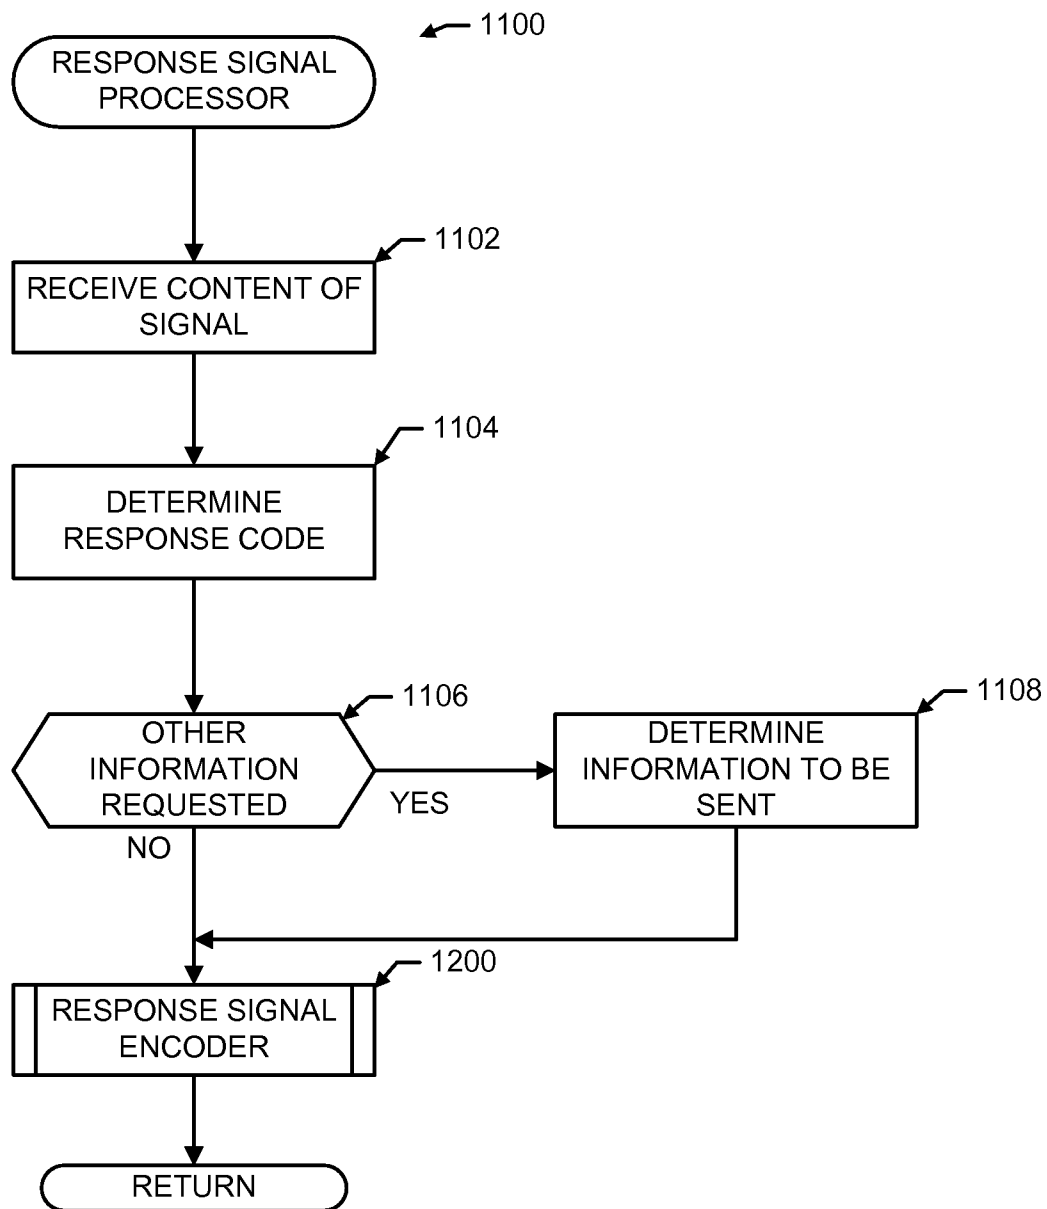 1100
RESPONSE SIGNAL
PROCESSOR
1102
RECEIVE CONTENT OF
SIGNAL
1104
DETERMINE
RESPONSE CODE
1106
OTHER
INFORMATION
REQUESTED
YES
NO
1108
DETERMINE
INFORMATION TO BE
SENT
1200
RESPONSE SIGNAL
ENCODER
RETURN